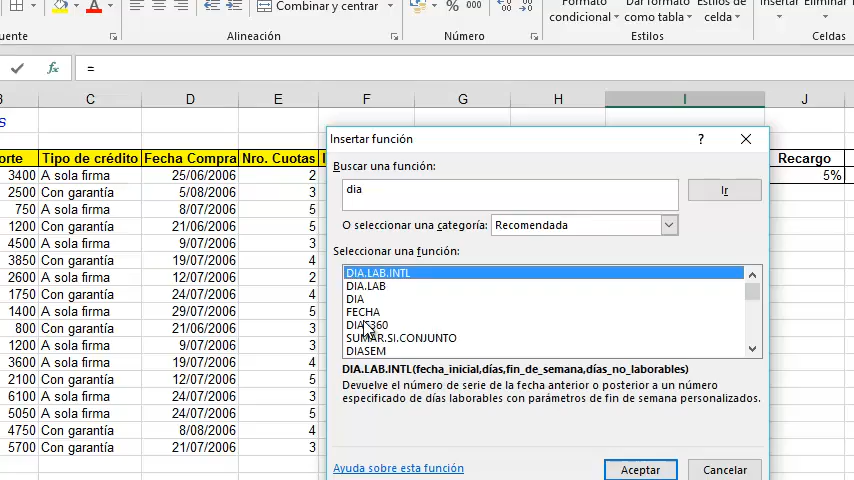 Combinar y centrar
%
000
Formato condicional
Dar formato como tabla
Estilos de celda
Insertar
Elimin
uente
Alineación
Número
Estilos
Celdas
fx
=
C D E F G H I J
Tipo de crédito Fecha Compra Nro. Cuotas Recargo
3400 A sola firma 25/06/2006 2 5%
2500 Con garantía 5/08/2006 3
750 A sola firma 8/07/2006 5
1200 Con garantía 21/06/2006 5
4500 A sola firma 9/07/2006 3
3850 Con garantía 19/07/2006 4
2600 A sola firma 12/07/2006 2
1750 Con garantía 24/07/2006 4
1400 A sola firma 29/07/2006 5
800 Con garantía 21/06/2006 3
1200 A sola firma 9/07/2006 3
3600 A sola firma 19/07/2006 4
2100 Con garantía 12/07/2006 5
6100 A sola firma 24/07/2006 4
5050 A sola firma 24/07/2006 5
4750 Con garantía 8/08/2006 4
5700 Con garantía 21/07/2006 3
Insertar función
?
Buscar una función:
dia
Ir
O seleccionar una categoría: Recomendada
Seleccionar una función:
DIA.LAB.INTL
DIA.LAB
DIA
FECHA
DIAS360
SUMAR.SI.CONJUNTO
DIASEM
DIA.LAB.INTL(fecha_inicial,días,fin_de_semana,días_no_laborables)
Devuelve el número de serie de la fecha anterior o posterior a un número
especificado de días laborables con parámetros de fin de semana personalizados.
Ayuda sobre esta función
Aceptar
Cancelar